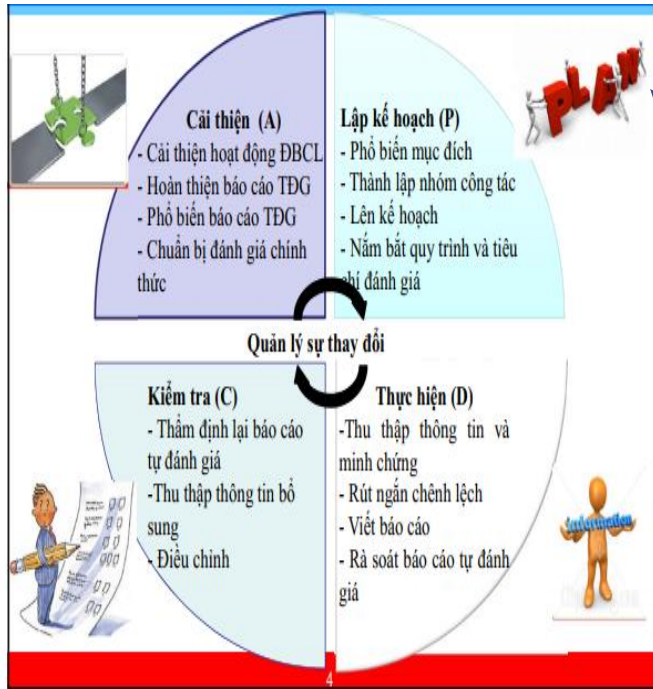 Cải thiện (A)
- Cải thiện hoạt động ĐBCL
- Hoàn thiện báo cáo TĐG
- Phổ biến báo cáo TĐG
- Chuẩn bị đánh giá chính
thức
Lập kế hoạch (P)
- Phổ biến mục đích
- Thành lập nhóm công tác
- Lên kế hoạch
- Nắm bắt quy trình và tiêu
chí đánh giá
PLAN
Quản lý sự thay đổi
Kiểm tra (C)
- Thẩm định lại báo cáo
tự đánh giá
-Thu thập thông tin bổ
sung
- Điều chỉnh
Thực hiện (D)
-Thu thập thông tin và
minh chứng
- Rút ngắn chênh lệch
- Viết báo cáo
- Rà soát báo cáo tự đánh
giá
information
4